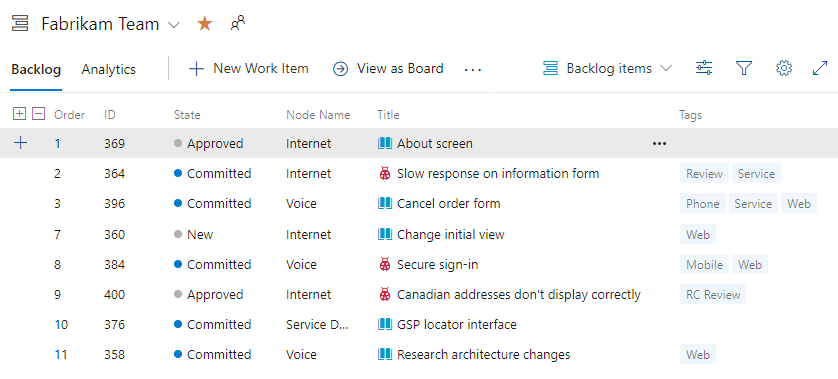 Fabrikam Team
Backlog Analytics New Work Item View as Board ... Backlog items
Order ID State Node Name Title Tags
1 369 Approved Internet About screen ...
2 364 Committed Internet Slow response on information form Review Service
3 396 Committed Voice Cancel order form Phone Service Web
7 360 New Internet Change initial view Web
8 384 Committed Voice Secure sign-in Mobile Web
9 400 Approved Internet Canadian addresses don't display correctly RC Review
10 376 Committed Service D... GSP locator interface
11 358 Committed Voice Research architecture changes Web